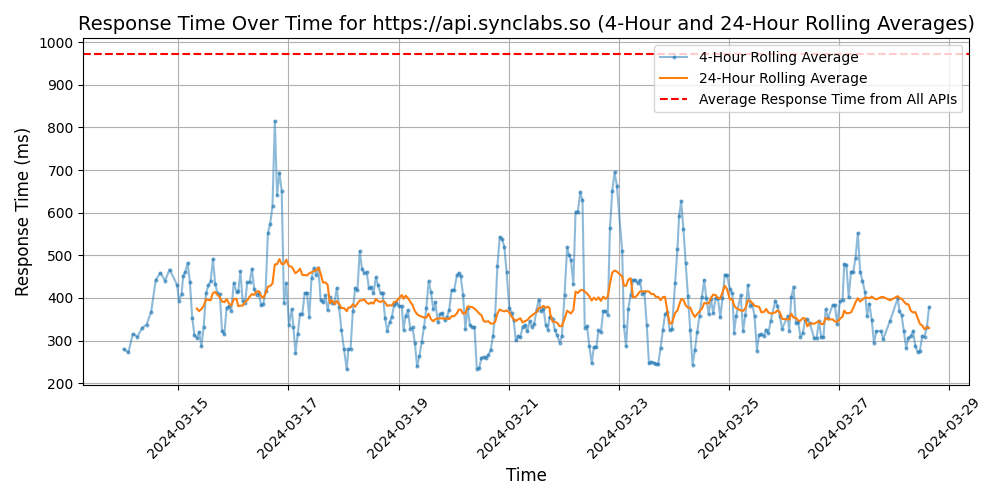 Response Time Over Time for https://api.synclabs.so (4-Hour and 24-Hour Rolling Averages)
1000
900
800
700
600
500
400
300
200
Response Time (ms)
4-Hour Rolling Average
24-Hour Rolling Average
Average Response Time from All APIs
2024-03-15
2024-03-17
2024-03-19
2024-03-21
2024-03-23
2024-03-25
2024-03-27
2024-03-29
Time